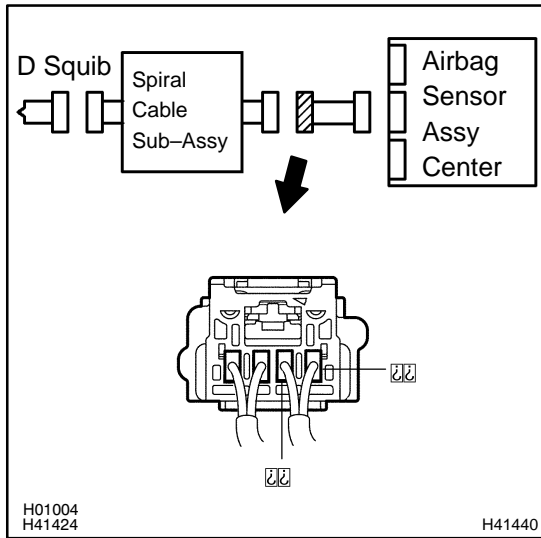 D Squib
Spiral
Cable
Sub–Assy
Airbag
Sensor
Assy
Center
H01004
H41424
H41440